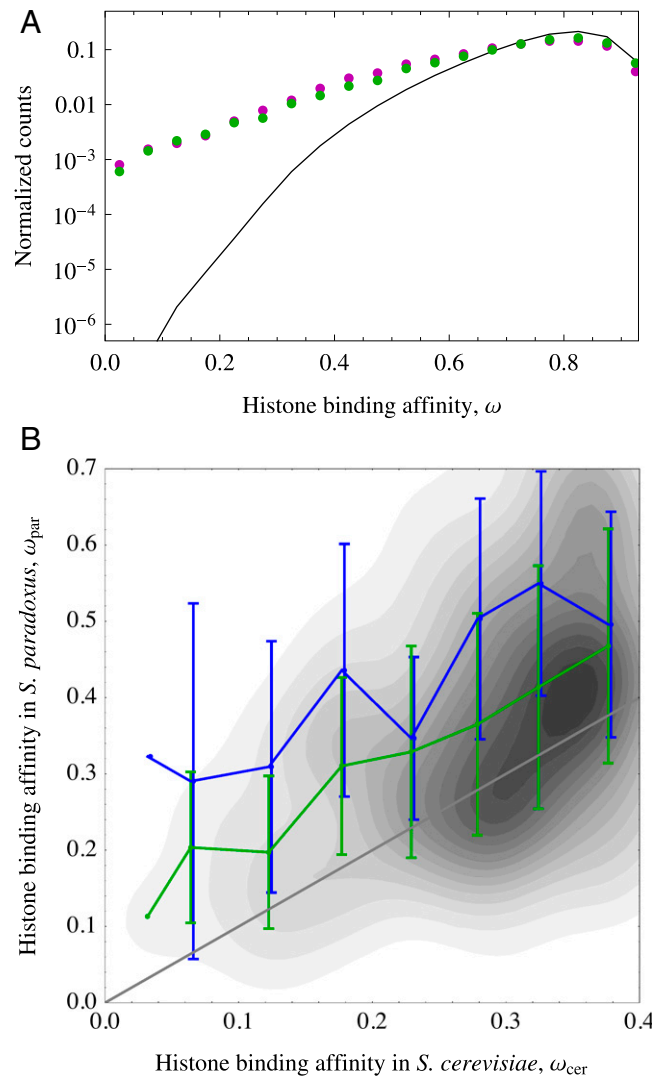 A
Normalized counts
0.1
0.01
10⁻³
10⁻⁴
10⁻⁵
10⁻⁶
0.0 0.2 0.4 0.6 0.8
Histone binding affinity, ω
B
Histone binding affinity in S. paradoxus, ωpar
0.7
0.6
0.5
0.4
0.3
0.2
0.1
0.0
0.0 0.1 0.2 0.3 0.4
Histone binding affinity in S. cerevisiae, ωcer